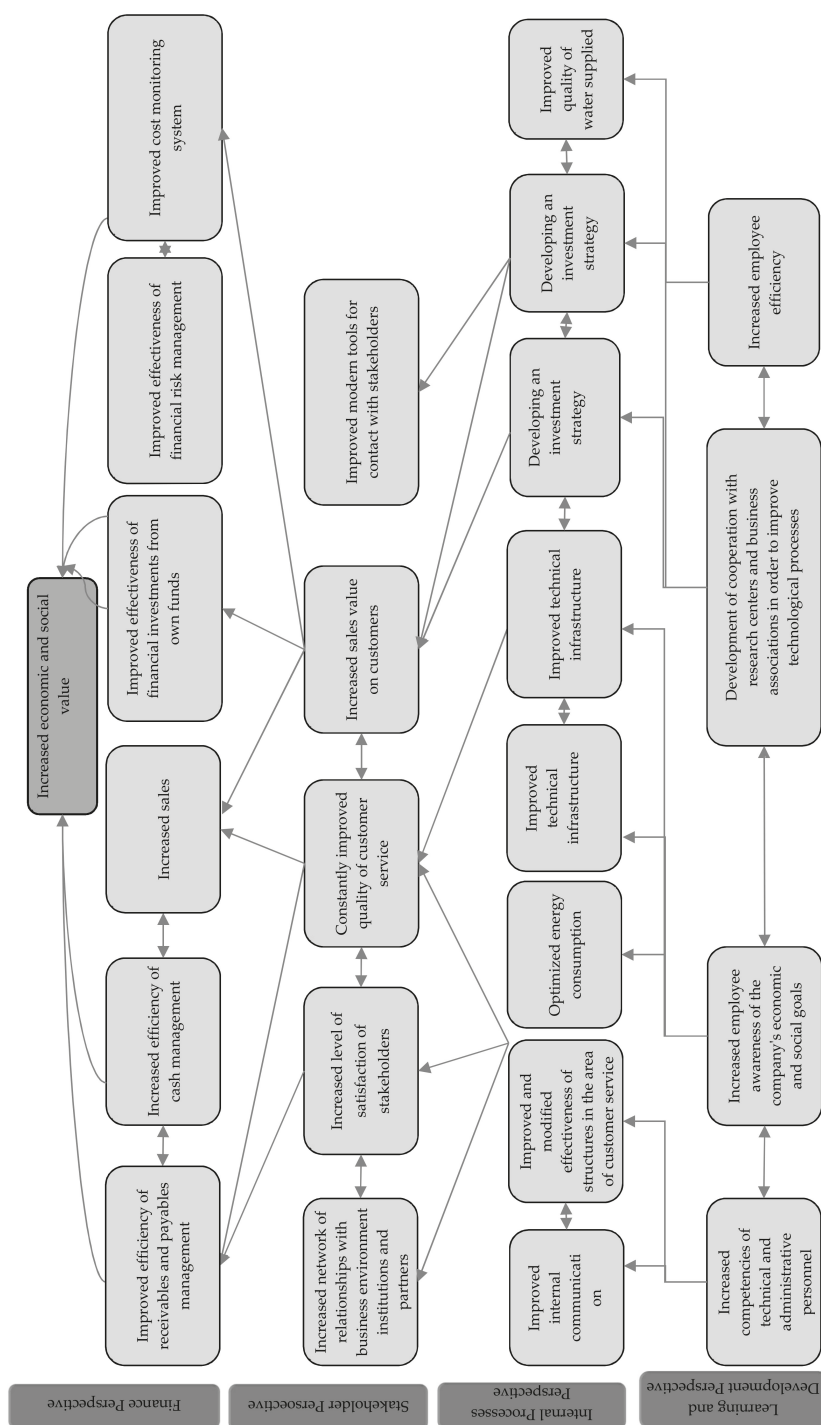 Increased economic and social
value
Finance Perspective
Improved efficiency of
receivables and payables
management
Increased efficiency of
cash management
Increased sales
Improved effectiveness of
financial investments from
own funds
Improved effectiveness of
financial risk management
Improved cost monitoring
system
Stakeholder Persoective
Increased network of
relationships with
business environment
institutions and
partners
Increased level of
satisfaction of
stakeholders
Constantly improved
quality of customer
service
Increased sales value
on customers
Improved modern tools for
contact with stakeholders
Internal Processes
Perspective
Improved
internal
communicati
on
Improved and
modified
effectiveness of
structures in the area
of customer service
Optimized energy
consumption
Improved
technical
infrastructure
Improved technical
infrastructure
Developing an
investment
strategy
Developing an
investment
strategy
Improved
quality of
water supplied
Learning and
Development Perspective
Increased
competencies of
technical and
administrative
personnel
Increased employee
awareness of the
company's economic
and social goals
Development of cooperation with
research centers and business
associations in order to improve
technological processes
Increased employee
efficiency